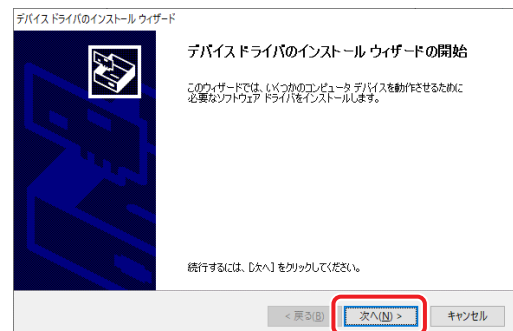 デバイス ドライバのインストール ウィザード
デバイス ドライバのインストール ウィザードの開始
このウィザードでは、いくつかのコンピュータ デバイスを動作させるために
必要なソフトウェア ドライバをインストールします。
続行するには、[次へ] をクリックしてください。
< 戻る(B) 次へ(N) > キャンセル